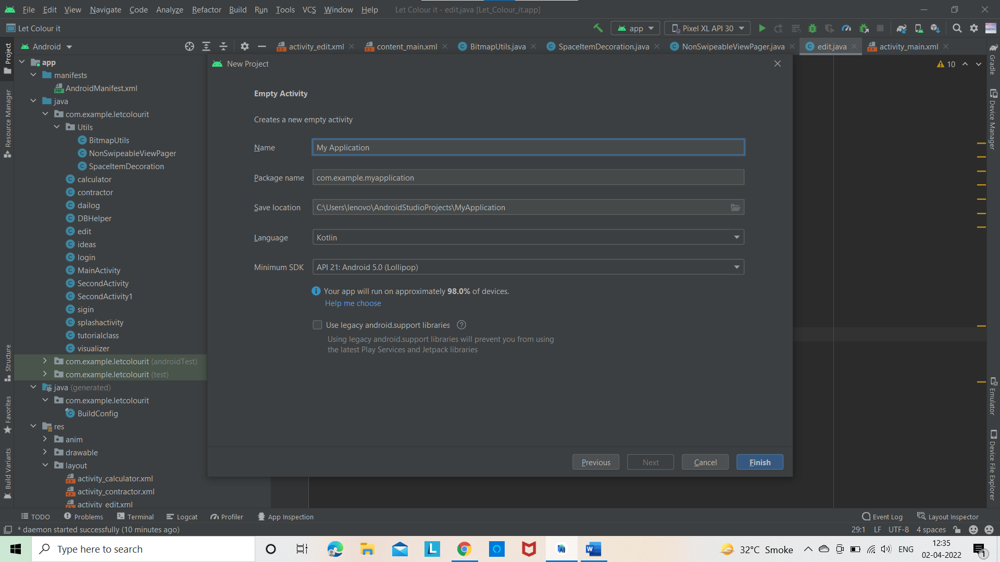 File Edit View Navigate Code Analyze Refactor Build Run Tools VCS Window Help Let Colour it - edit.java [Let_Colour_it.app]
Let Colour it app Pixel XL API 30
Android activity_edit.xml content_main.xml BitmapUtils.java SpaceItemDecoration.java NonSwipeableViewPager.java edit.java activity_main.xml
Project
Resource Manager
Structure
Favorites
Build Variants
app
manifests
AndroidManifest.xml
java
com.example.letcolourit
Utils
BitmapUtils
NonSwipeableViewPager
SpaceItemDecoration
calculator
contractor
dailog
DBHelper
edit
ideas
login
MainActivity
SecondActivity
SecondActivity1
sigin
splashactivity
tutorialclass
visualizer
com.example.letcolourit (androidTest)
com.example.letcolourit (test)
java (generated)
com.example.letcolourit
BuildConfig
res
anim
drawable
layout
activity_calculator.xml
activity_contractor.xml
activity_edit.xml
New Project
Empty Activity
Creates a new empty activity
Name My Application
Package name com.example.myapplication
Save location C:\Users\lenovo\AndroidStudioProjects\MyApplication
Language Kotlin
Minimum SDK API 21: Android 5.0 (Lollipop)
Your app will run on approximately 98.0% of devices.
Help me choose
Use legacy android.support libraries
Using legacy android.support libraries will prevent you from using
the latest Play Services and Jetpack libraries
Previous Next Cancel Finish
10
Gradle
Device Manager
Emulator
Device File Explorer
TODO Problems Terminal Logcat Profiler App Inspection Event Log Layout Inspector
* daemon started successfully (10 minutes ago) 29:1 LF UTF-8 4 spaces
Type here to search 32°C Smoke ENG 12:35
02-04-2022 1